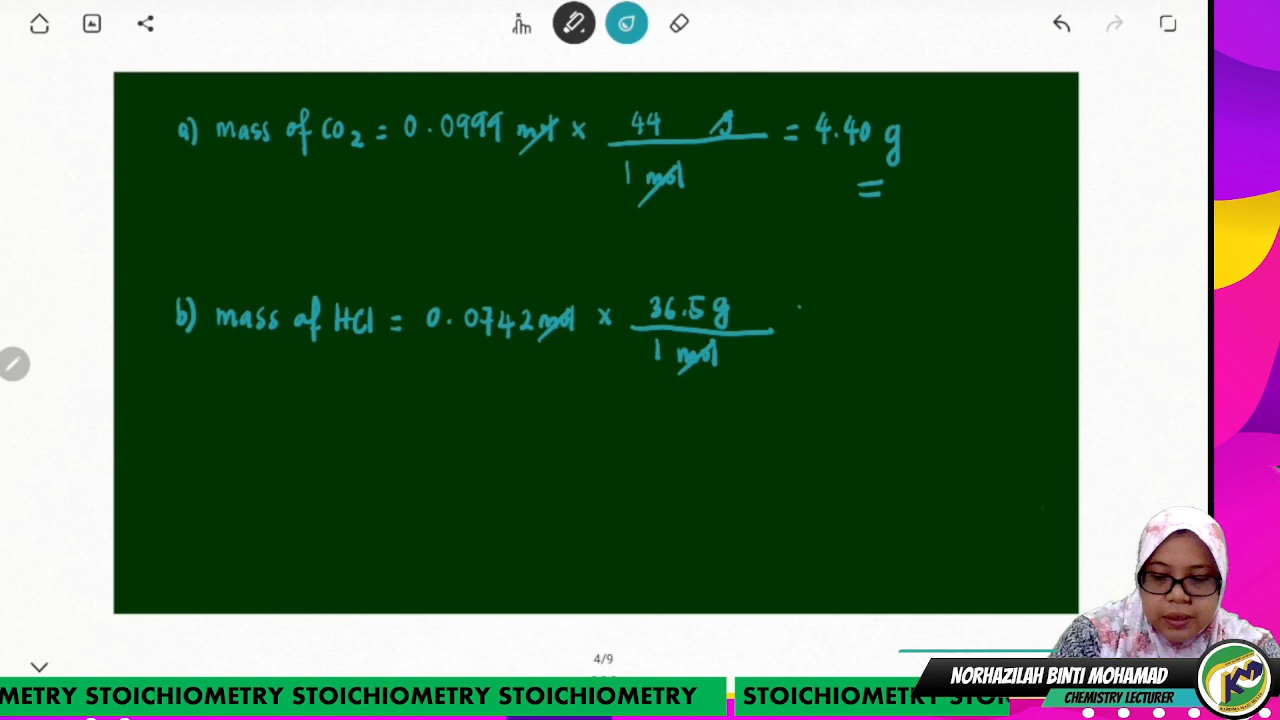 a) mass of CO2 = 0.0999 mol × 44 g / 1 mol = 4.40 g
b) mass of HCl = 0.0742 mol × 36.5 g / 1 mol
4/9
NORHAZILAH BINTI MOHAMAD
CHEMISTRY LECTURER
METRY STOICHIOMETRY STOICHIOMETRY STOICHIOMETRY STOICHIOMETRY STO